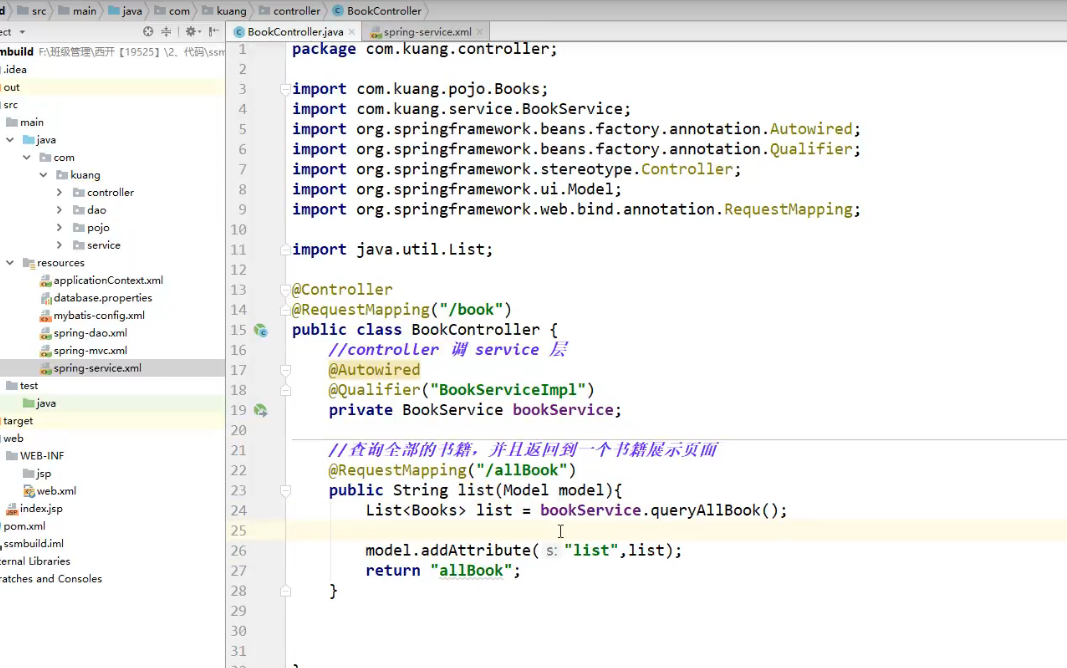 d src main java com kuang controller BookController
ect
BookController.java spring-service.xml
mbuild F:\班级管理\西开【19525】\2、代码\ssm
.idea
out
src
main
java
com
kuang
controller
dao
pojo
service
resources
applicationContext.xml
database.properties
mybatis-config.xml
spring-dao.xml
spring-mvc.xml
spring-service.xml
test
java
target
web
WEB-INF
jsp
web.xml
index.jsp
pom.xml
ssmbuild.iml
ternal Libraries
ratches and Consoles
1 package com.kuang.controller;
2
3 import com.kuang.pojo.Books;
4 import com.kuang.service.BookService;
5 import org.springframework.beans.factory.annotation.Autowired;
6 import org.springframework.beans.factory.annotation.Qualifier;
7 import org.springframework.stereotype.Controller;
8 import org.springframework.ui.Model;
9 import org.springframework.web.bind.annotation.RequestMapping;
10
11 import java.util.List;
12
13 @Controller
14 @RequestMapping("/book")
15 public class BookController {
16 //controller 调 service 层
17 @Autowired
18 @Qualifier("BookServiceImpl")
19 private BookService bookService;
20
21 //查询全部的书籍，并且返回到一个书籍展示页面
22 @RequestMapping("/allBook")
23 public String list(Model model){
24 List<Books> list = bookService.queryAllBook();
25
26 model.addAttribute( s: "list",list);
27 return "allBook";
28 }
29
30
31